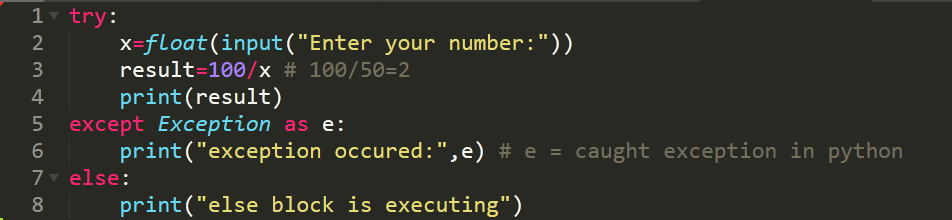 1 try:
2     x=float(input("Enter your number:"))
3     result=100/x # 100/50=2
4     print(result)
5 except Exception as e:
6     print("exception occured:",e) # e = caught exception in python
7 else:
8     print("else block is executing")